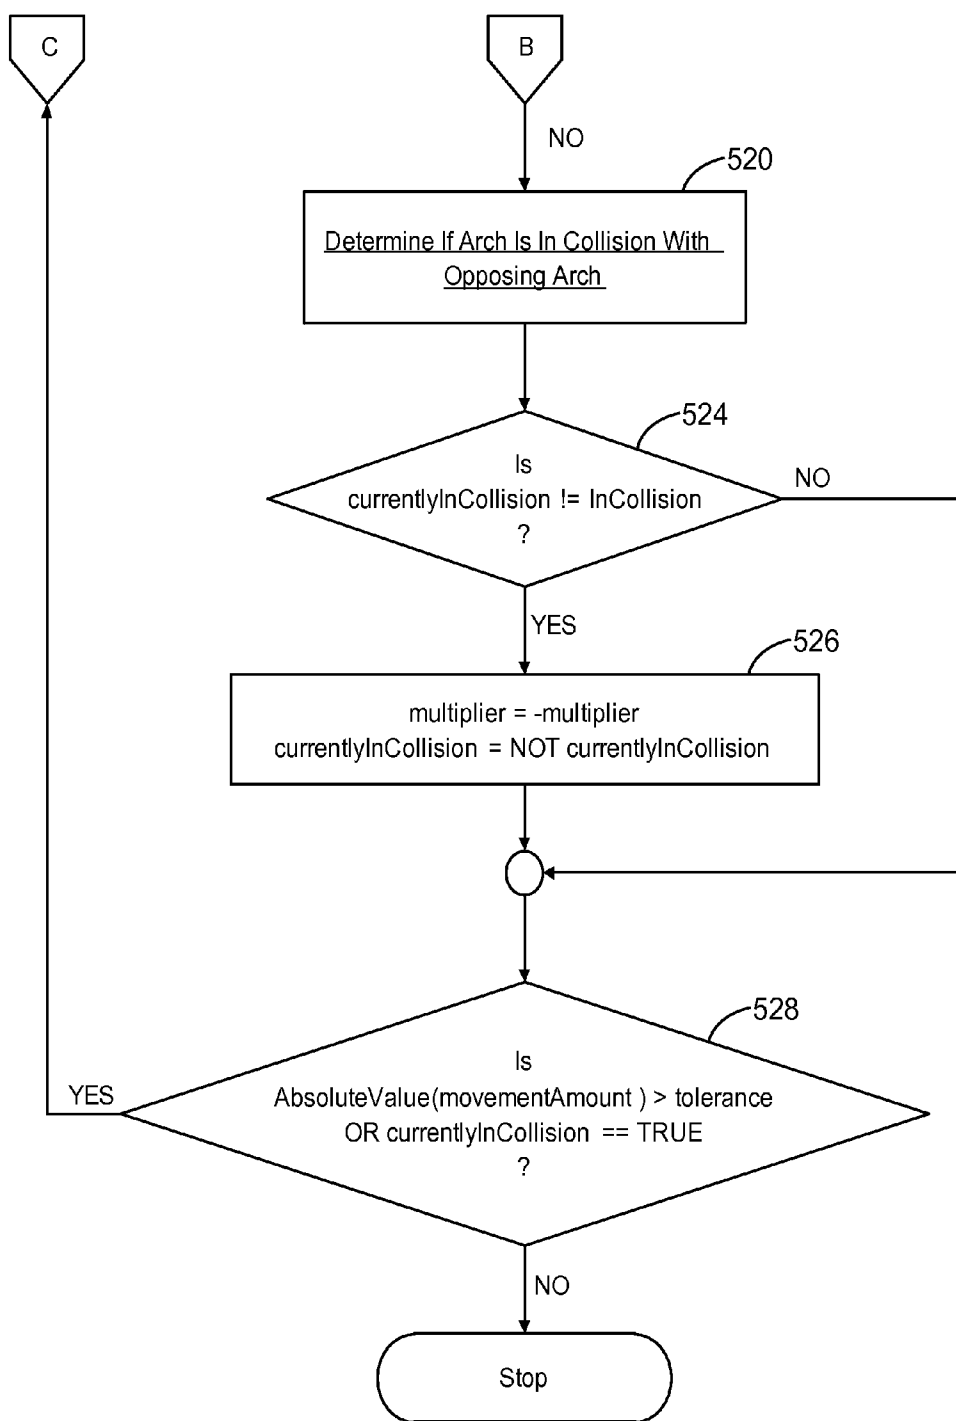 C
B
NO
520
Determine If Arch Is In Collision With
Opposing Arch
524
Is
currentlyInCollision != InCollision
?
NO
YES
526
multiplier = -multiplier
currentlyInCollision = NOT currentlyInCollision
528
Is
AbsoluteValue(movementAmount ) > tolerance
OR currentlyInCollision == TRUE
?
YES
NO
Stop